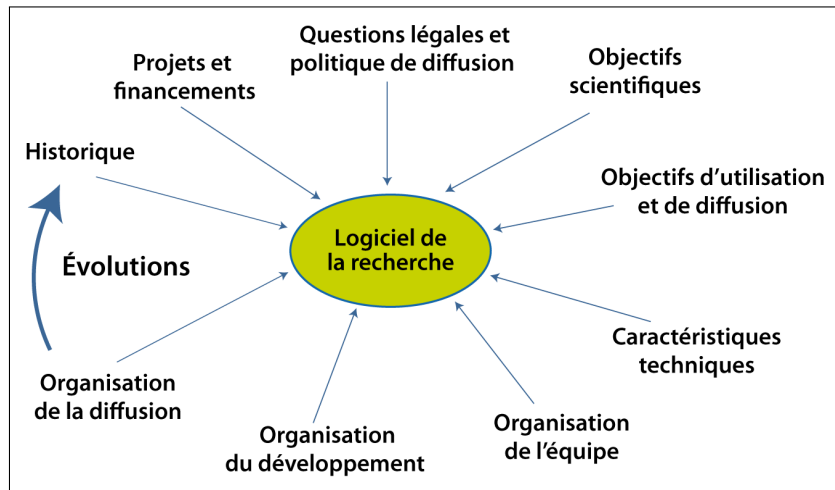 Questions légales et
politique de diffusion
Objectifs
scientifiques
Objectifs d'utilisation
et de diffusion
Caractéristiques
techniques
Organisation
de l'équipe
Organisation
du développement
Organisation
de la diffusion
Évolutions
Historique
Projets et
financements
Logiciel de
la recherche